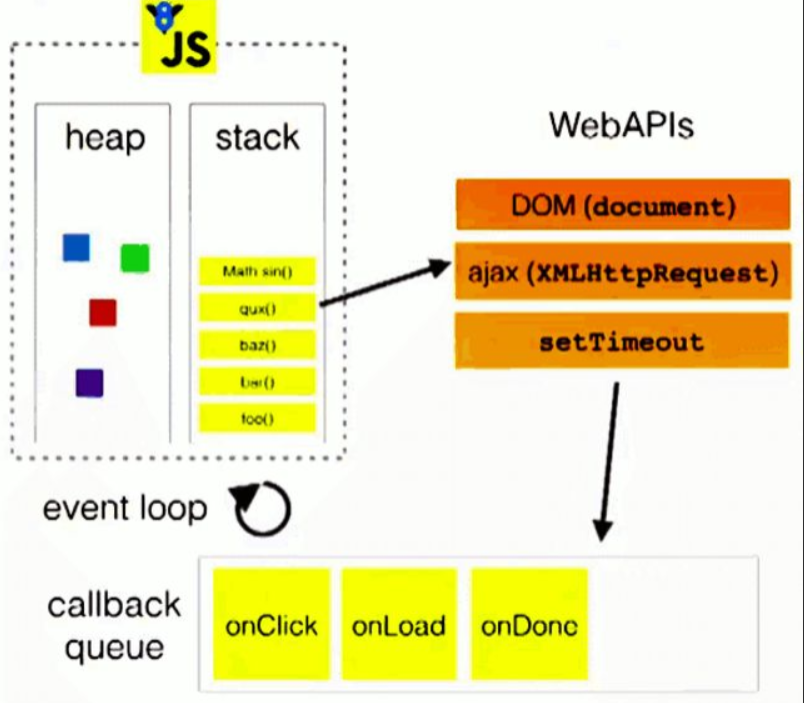 JS
heap
stack
WebAPIs
DOM (document)
ajax (XMLHttpRequest)
setTimeout
Math sin()
qux()
baz()
bar()
foo()
event loop
callback
queue
onClick
onLoad
onDone